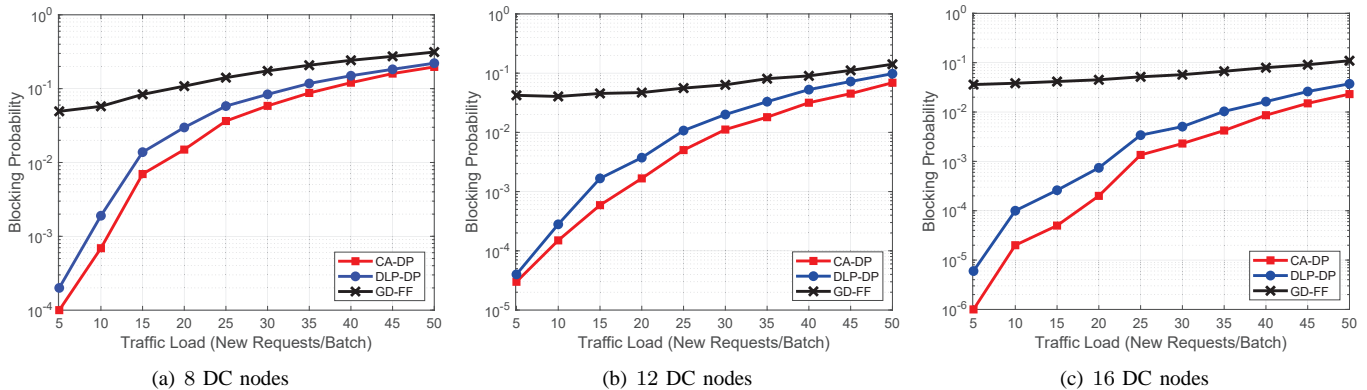 10^0
10^-1
10^-2
10^-3
10^-4
Blocking Probability
CA-DP
DLP-DP
GD-FF
5 10 15 20 25 30 35 40 45 50
Traffic Load (New Requests/Batch)
(a) 8 DC nodes
10^0
10^-1
10^-2
10^-3
10^-4
10^-5
Blocking Probability
CA-DP
DLP-DP
GD-FF
5 10 15 20 25 30 35 40 45 50
Traffic Load (New Requests/Batch)
(b) 12 DC nodes
10^0
10^-1
10^-2
10^-3
10^-4
10^-5
10^-6
Blocking Probability
CA-DP
DLP-DP
GD-FF
5 10 15 20 25 30 35 40 45 50
Traffic Load (New Requests/Batch)
(c) 16 DC nodes